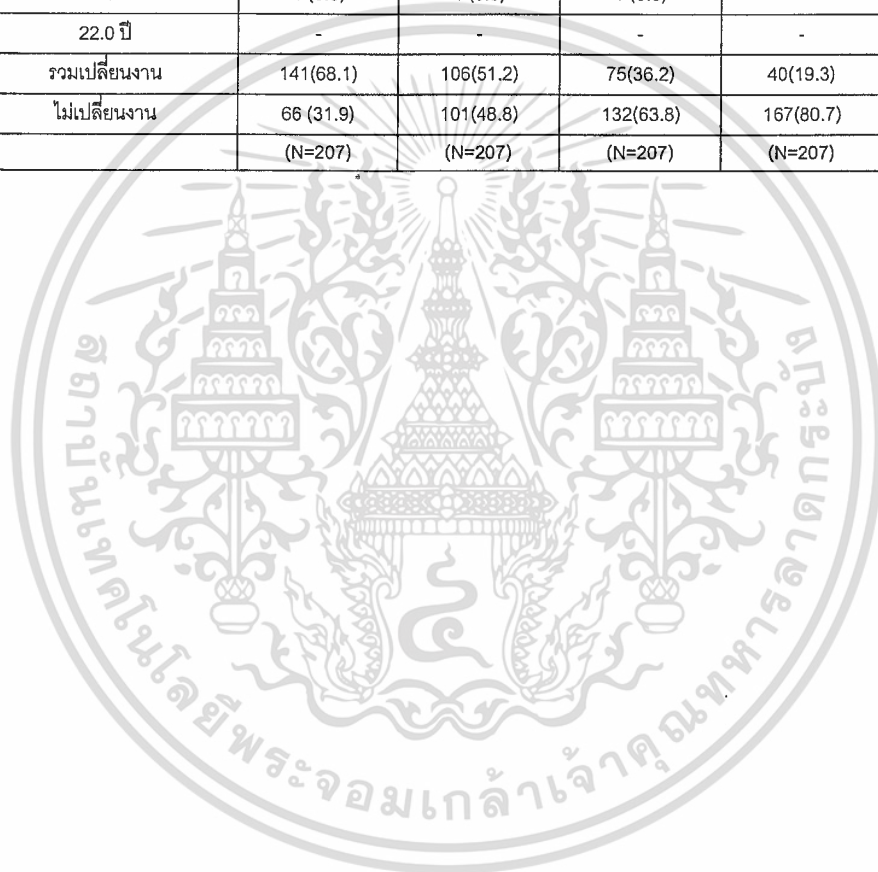 22.0 ปี - - - -
รวมเปลี่ยนงาน 141(68.1) 106(51.2) 75(36.2) 40(19.3)
ไม่เปลี่ยนงาน 66 (31.9) 101(48.8) 132(63.8) 167(80.7)
(N=207) (N=207) (N=207) (N=207)
สถาบันเทคโนโลยีพระจอมเกล้าเจ้าคุณทหารลาดกระบัง